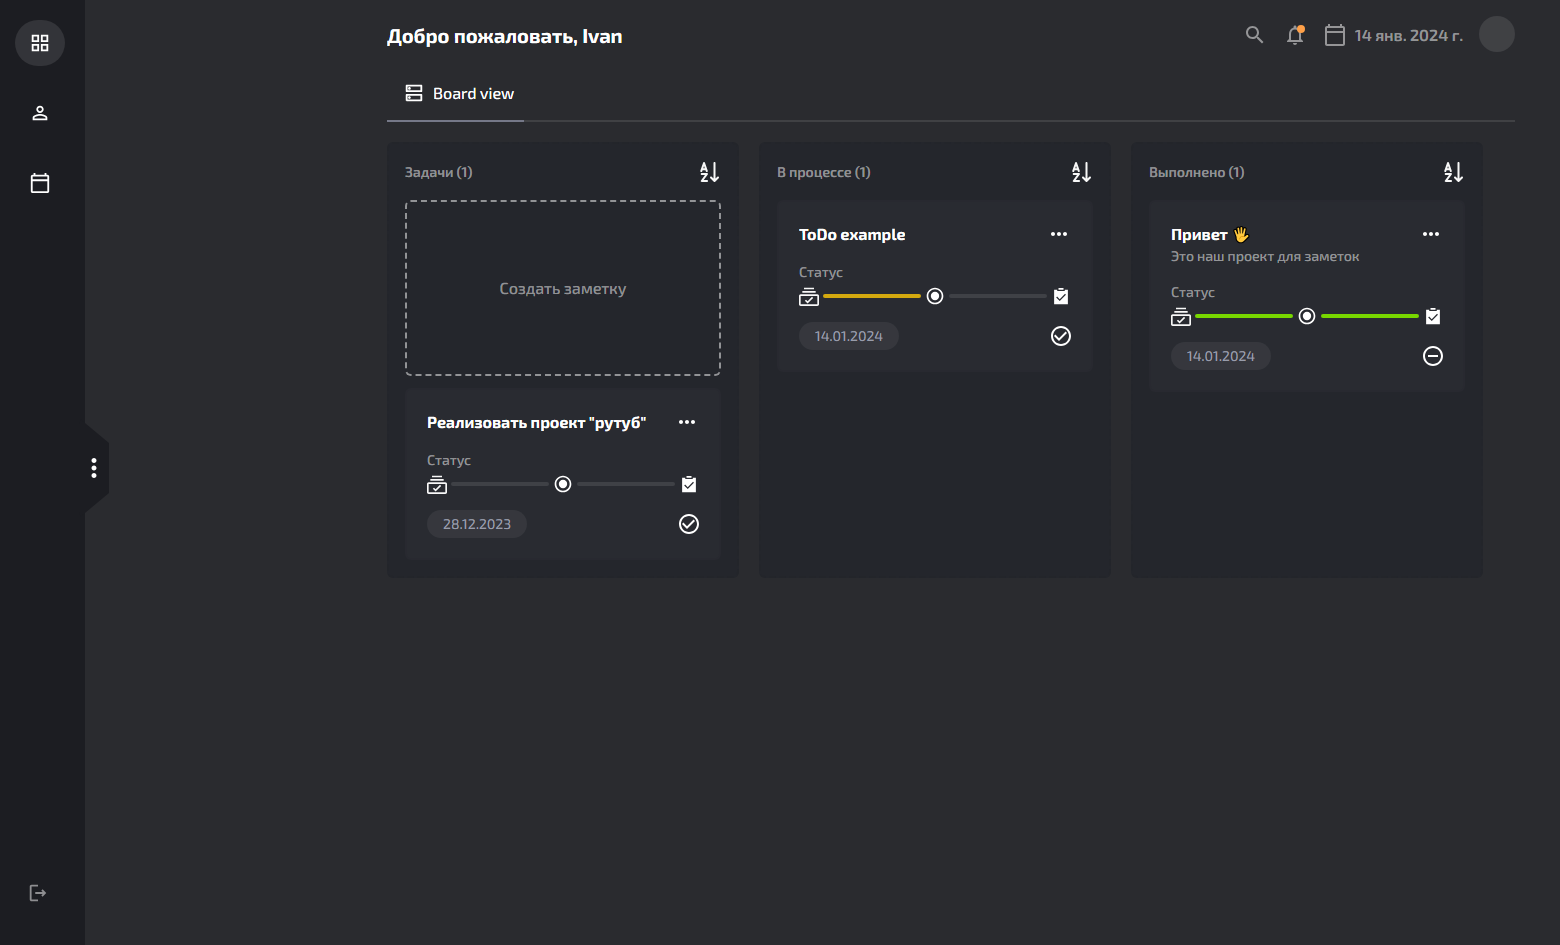 Добро пожаловать, Ivan
14 янв. 2024 г.
Board view
Задачи (1)
Создать заметку
Реализовать проект "рутуб"
Статус
28.12.2023
В процессе (1)
ToDo example
Статус
14.01.2024
Выполнено (1)
Привет 🖐
Это наш проект для заметок
Статус
14.01.2024